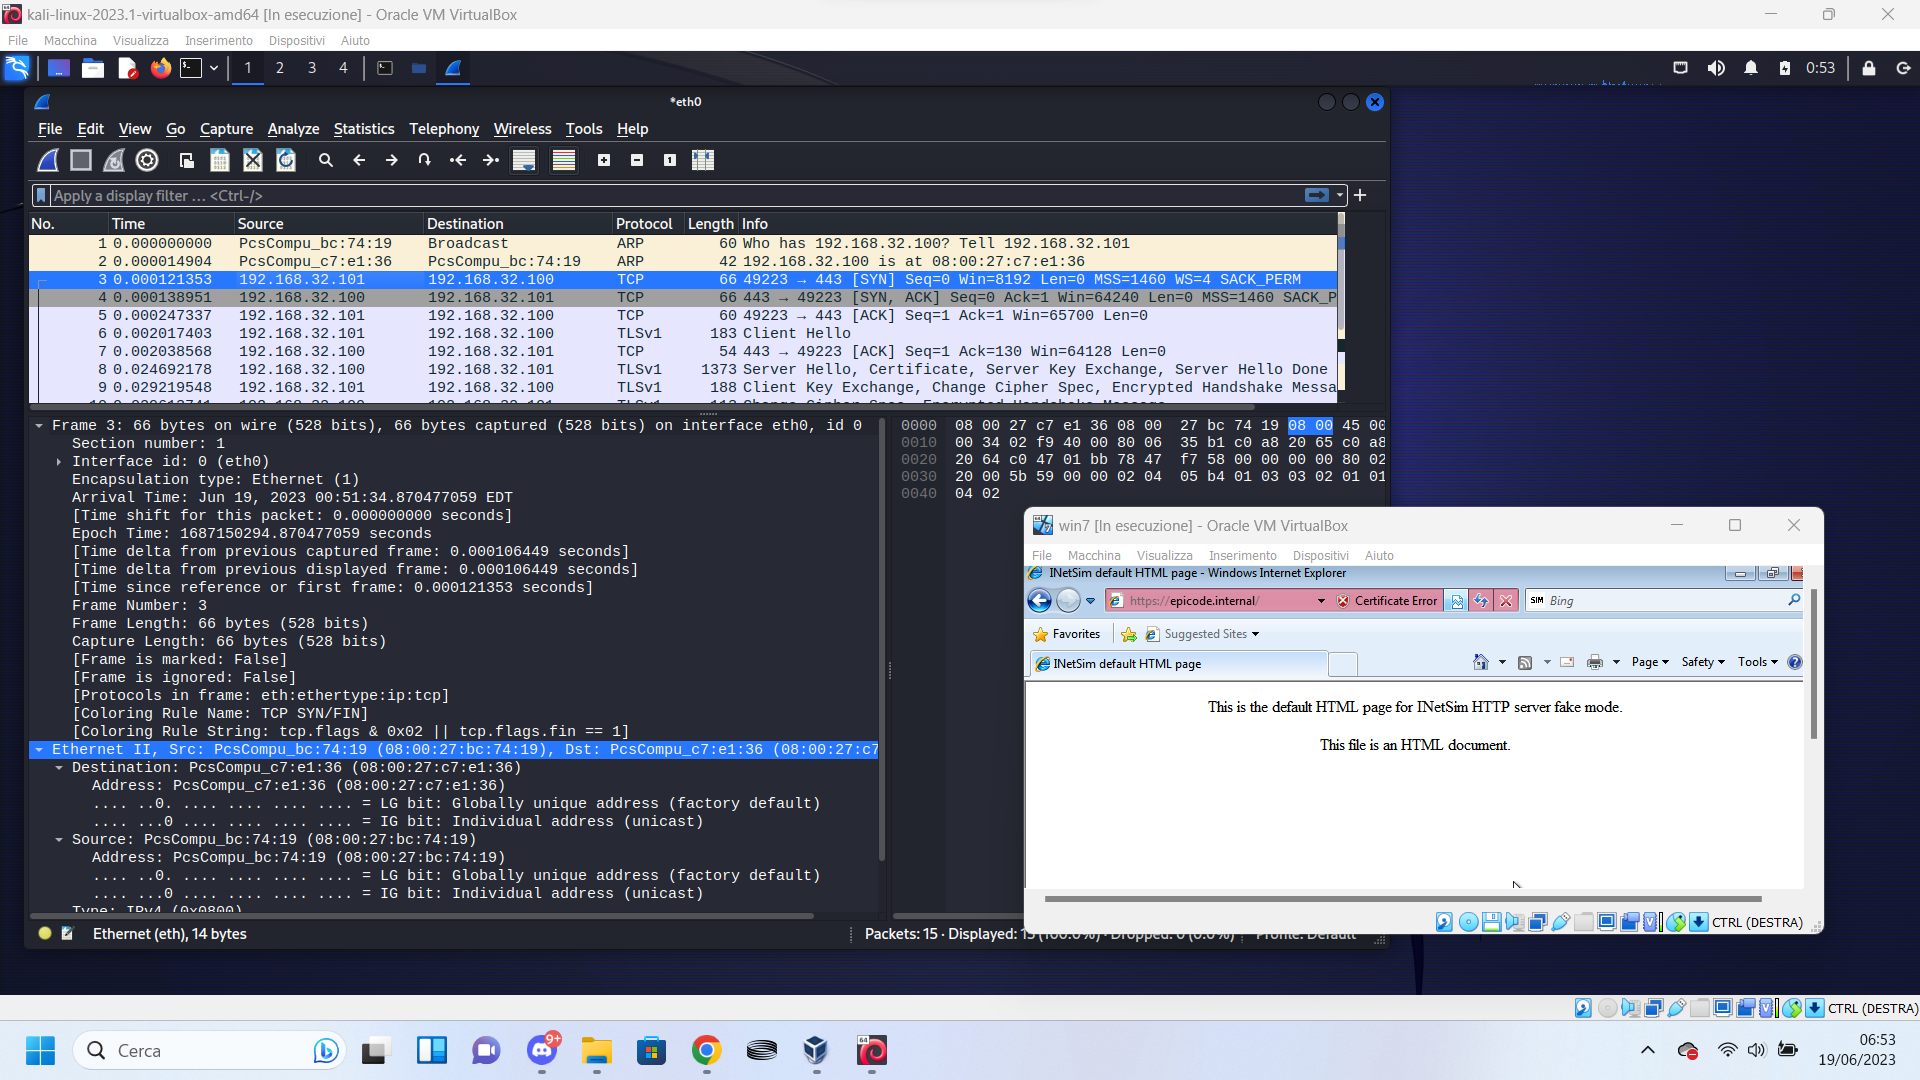 kali-linux-2023.1-virtualbox-amd64 [In esecuzione] - Oracle VM VirtualBox
File Macchina Visualizza Inserimento Dispositivi Aiuto
1 2 3 4 0:53
*eth0
File Edit View Go Capture Analyze Statistics Telephony Wireless Tools Help
Apply a display filter ... <Ctrl-/>
No. Time Source Destination Protocol Length Info
1 0.000000000 PcsCompu_bc:74:19 Broadcast ARP 60 Who has 192.168.32.100? Tell 192.168.32.101
2 0.000014904 PcsCompu_c7:e1:36 PcsCompu_bc:74:19 ARP 42 192.168.32.100 is at 08:00:27:c7:e1:36
3 0.000121353 192.168.32.101 192.168.32.100 TCP 66 49223 → 443 [SYN] Seq=0 Win=8192 Len=0 MSS=1460 WS=4 SACK_PERM
4 0.000138951 192.168.32.100 192.168.32.101 TCP 66 443 → 49223 [SYN, ACK] Seq=0 Ack=1 Win=64240 Len=0 MSS=1460 SACK_P
5 0.000247337 192.168.32.101 192.168.32.100 TCP 60 49223 → 443 [ACK] Seq=1 Ack=1 Win=65700 Len=0
6 0.002017403 192.168.32.101 192.168.32.100 TLSv1 183 Client Hello
7 0.002038568 192.168.32.100 192.168.32.101 TCP 54 443 → 49223 [ACK] Seq=1 Ack=130 Win=64128 Len=0
8 0.024692178 192.168.32.100 192.168.32.101 TLSv1 1373 Server Hello, Certificate, Server Key Exchange, Server Hello Done
9 0.029219548 192.168.32.101 192.168.32.100 TLSv1 188 Client Key Exchange, Change Cipher Spec, Encrypted Handshake Messa
Frame 3: 66 bytes on wire (528 bits), 66 bytes captured (528 bits) on interface eth0, id 0
Section number: 1
Interface id: 0 (eth0)
Encapsulation type: Ethernet (1)
Arrival Time: Jun 19, 2023 00:51:34.870477059 EDT
[Time shift for this packet: 0.000000000 seconds]
Epoch Time: 1687150294.870477059 seconds
[Time delta from previous captured frame: 0.000106449 seconds]
[Time delta from previous displayed frame: 0.000106449 seconds]
[Time since reference or first frame: 0.000121353 seconds]
Frame Number: 3
Frame Length: 66 bytes (528 bits)
Capture Length: 66 bytes (528 bits)
[Frame is marked: False]
[Frame is ignored: False]
[Protocols in frame: eth:ethertype:ip:tcp]
[Coloring Rule Name: TCP SYN/FIN]
[Coloring Rule String: tcp.flags & 0x02 || tcp.flags.fin == 1]
Ethernet II, Src: PcsCompu_bc:74:19 (08:00:27:bc:74:19), Dst: PcsCompu_c7:e1:36 (08:00:27:c7
Destination: PcsCompu_c7:e1:36 (08:00:27:c7:e1:36)
Address: PcsCompu_c7:e1:36 (08:00:27:c7:e1:36)
.... ..0. .... .... .... .... = LG bit: Globally unique address (factory default)
.... ...0 .... .... .... .... = IG bit: Individual address (unicast)
Source: PcsCompu_bc:74:19 (08:00:27:bc:74:19)
Address: PcsCompu_bc:74:19 (08:00:27:bc:74:19)
.... ..0. .... .... .... .... = LG bit: Globally unique address (factory default)
.... ...0 .... .... .... .... = IG bit: Individual address (unicast)
Type: IPv4 (0x0800)
0000 08 00 27 c7 e1 36 08 00 27 bc 74 19 08 00 45 00
0010 00 34 02 f9 40 00 80 06 35 b1 c0 a8 20 65 c0 a8
0020 20 64 c0 47 01 bb 78 47 f7 58 00 00 00 00 80 02
0030 20 00 5b 59 00 00 02 04 05 b4 01 03 03 02 01 01
0040 04 02
Ethernet (eth), 14 bytes
Packets: 15 · Displayed: 15 (100.0%) · Dropped: 0 (0.0%) Profile: Default
win7 [In esecuzione] - Oracle VM VirtualBox
File Macchina Visualizza Inserimento Dispositivi Aiuto
INetSim default HTML page - Windows Internet Explorer
https://epicode.internal/ Certificate Error Bing
Favorites Suggested Sites
INetSim default HTML page
Page Safety Tools
This is the default HTML page for INetSim HTTP server fake mode.
This file is an HTML document.
CTRL (DESTRA)
CTRL (DESTRA)
Cerca
9+
64
06:53
19/06/2023